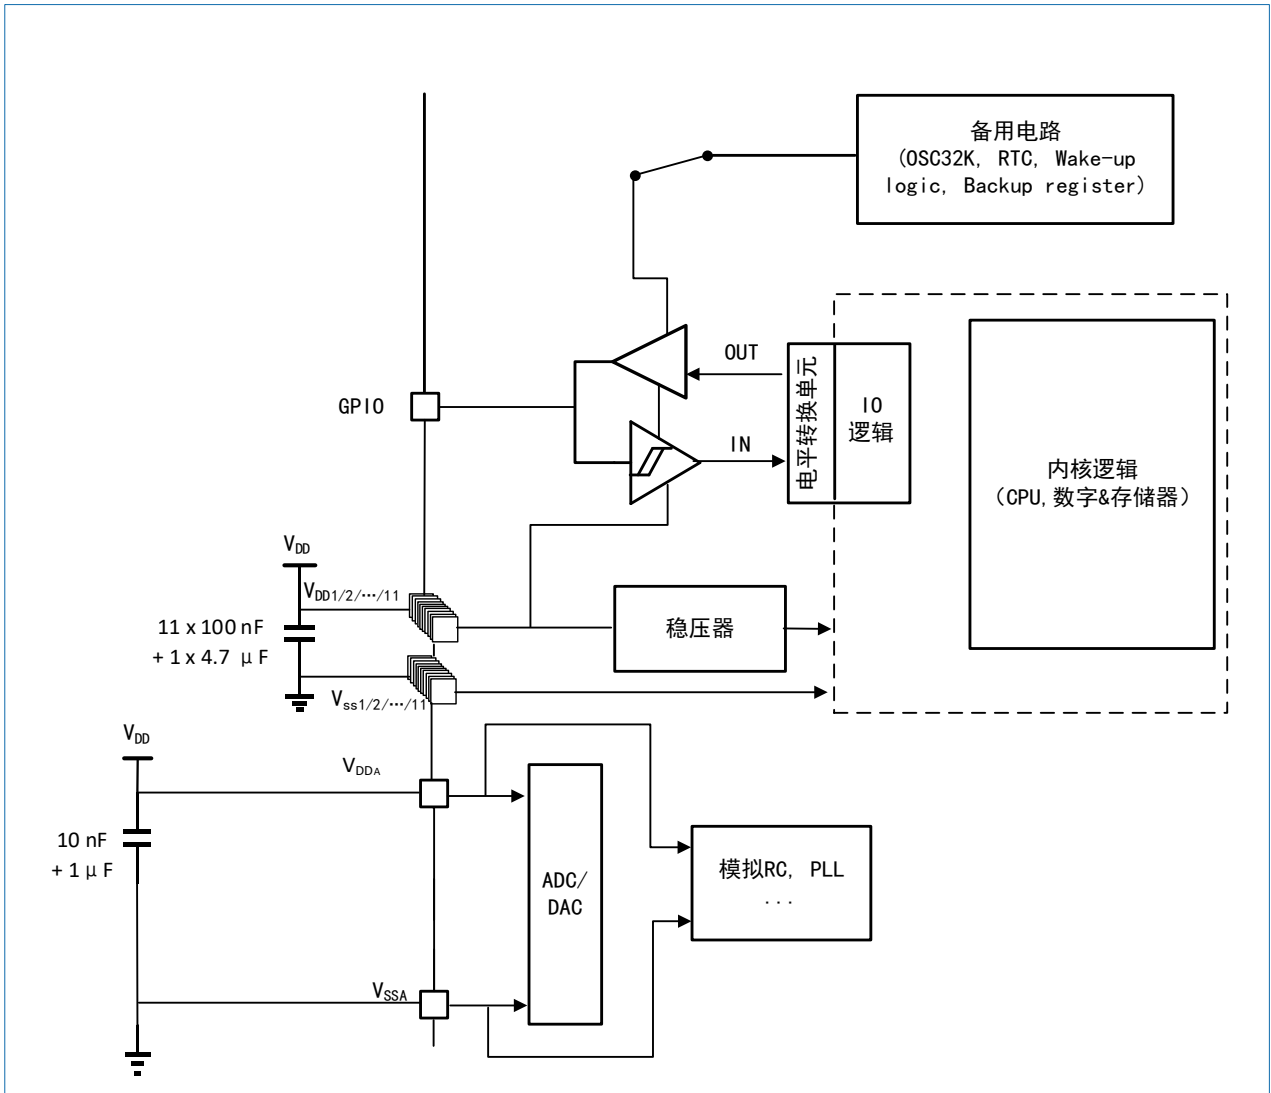 备用电路
(OSC32K, RTC, Wake-up
logic, Backup register)
OUT
GPIO
电平转换单元
IO
逻辑
IN
内核逻辑
（CPU,数字&存储器）
VDD
VDD1/2/…/11
11 x 100 nF
+ 1 x 4.7 μF
稳压器
Vss1/2/…/11
VDD
VDDA
10 nF
+ 1 μF
ADC/
DAC
模拟RC, PLL
...
VSSA